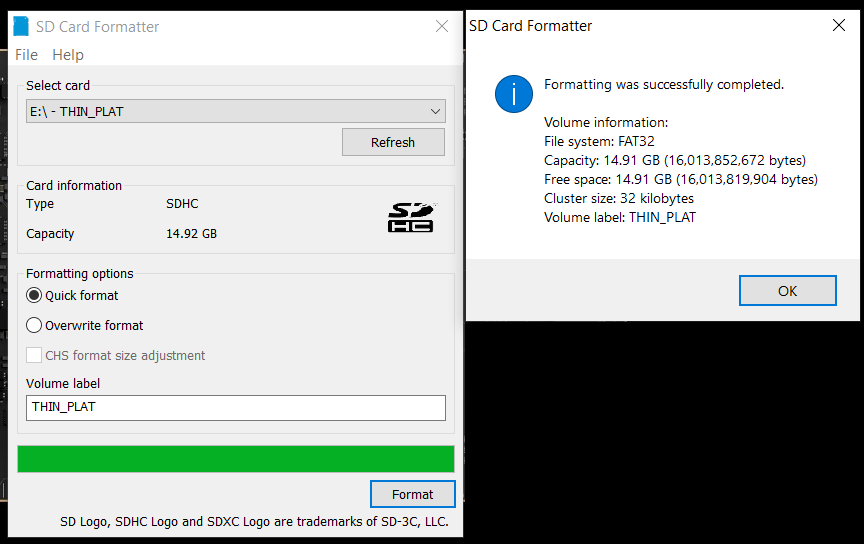 SD Card Formatter
File Help
Select card
E:\ - THIN_PLAT
Refresh
Card information
Type SDHC
Capacity 14.92 GB
SD
HC
Formatting options
Quick format
Overwrite format
CHS format size adjustment
Volume label
THIN_PLAT
Format
SD Logo, SDHC Logo and SDXC Logo are trademarks of SD-3C, LLC.
SD Card Formatter
Formatting was successfully completed.
Volume information:
File system: FAT32
Capacity: 14.91 GB (16,013,852,672 bytes)
Free space: 14.91 GB (16,013,819,904 bytes)
Cluster size: 32 kilobytes
Volume label: THIN_PLAT
OK